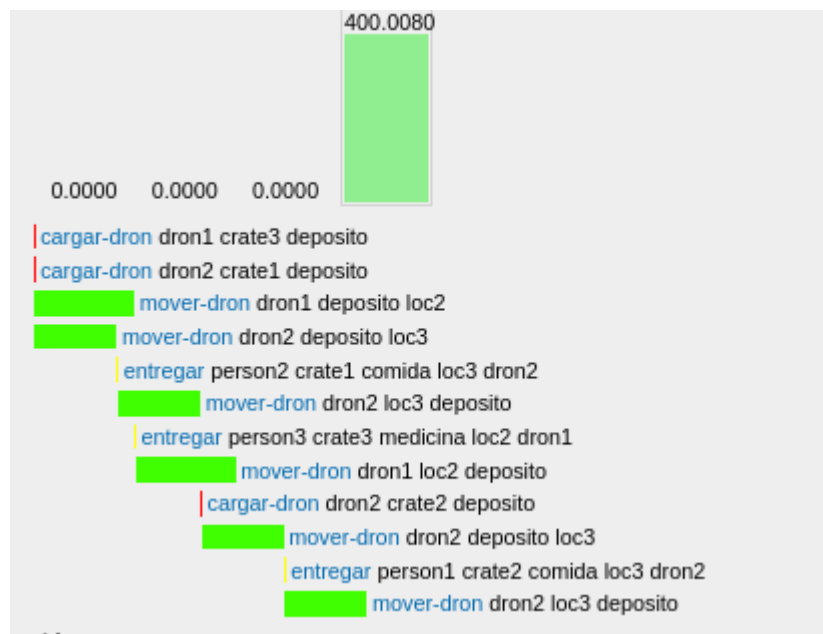 400.0080
0.0000 0.0000 0.0000
cargar-dron dron1 crate3 deposito
cargar-dron dron2 crate1 deposito
mover-dron dron1 deposito loc2
mover-dron dron2 deposito loc3
entregar person2 crate1 comida loc3 dron2
mover-dron dron2 loc3 deposito
entregar person3 crate3 medicina loc2 dron1
mover-dron dron1 loc2 deposito
cargar-dron dron2 crate2 deposito
mover-dron dron2 deposito loc3
entregar person1 crate2 comida loc3 dron2
mover-dron dron2 loc3 deposito